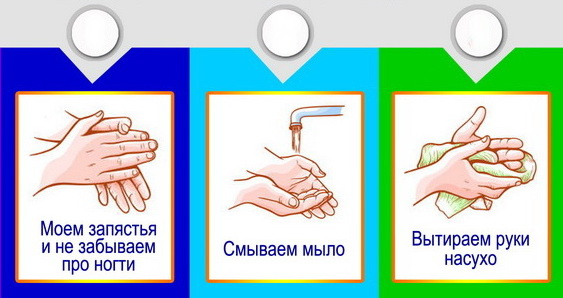 Моем запястья
и не забываем
про ногти
Смываем мыло
Вытираем руки
насухо